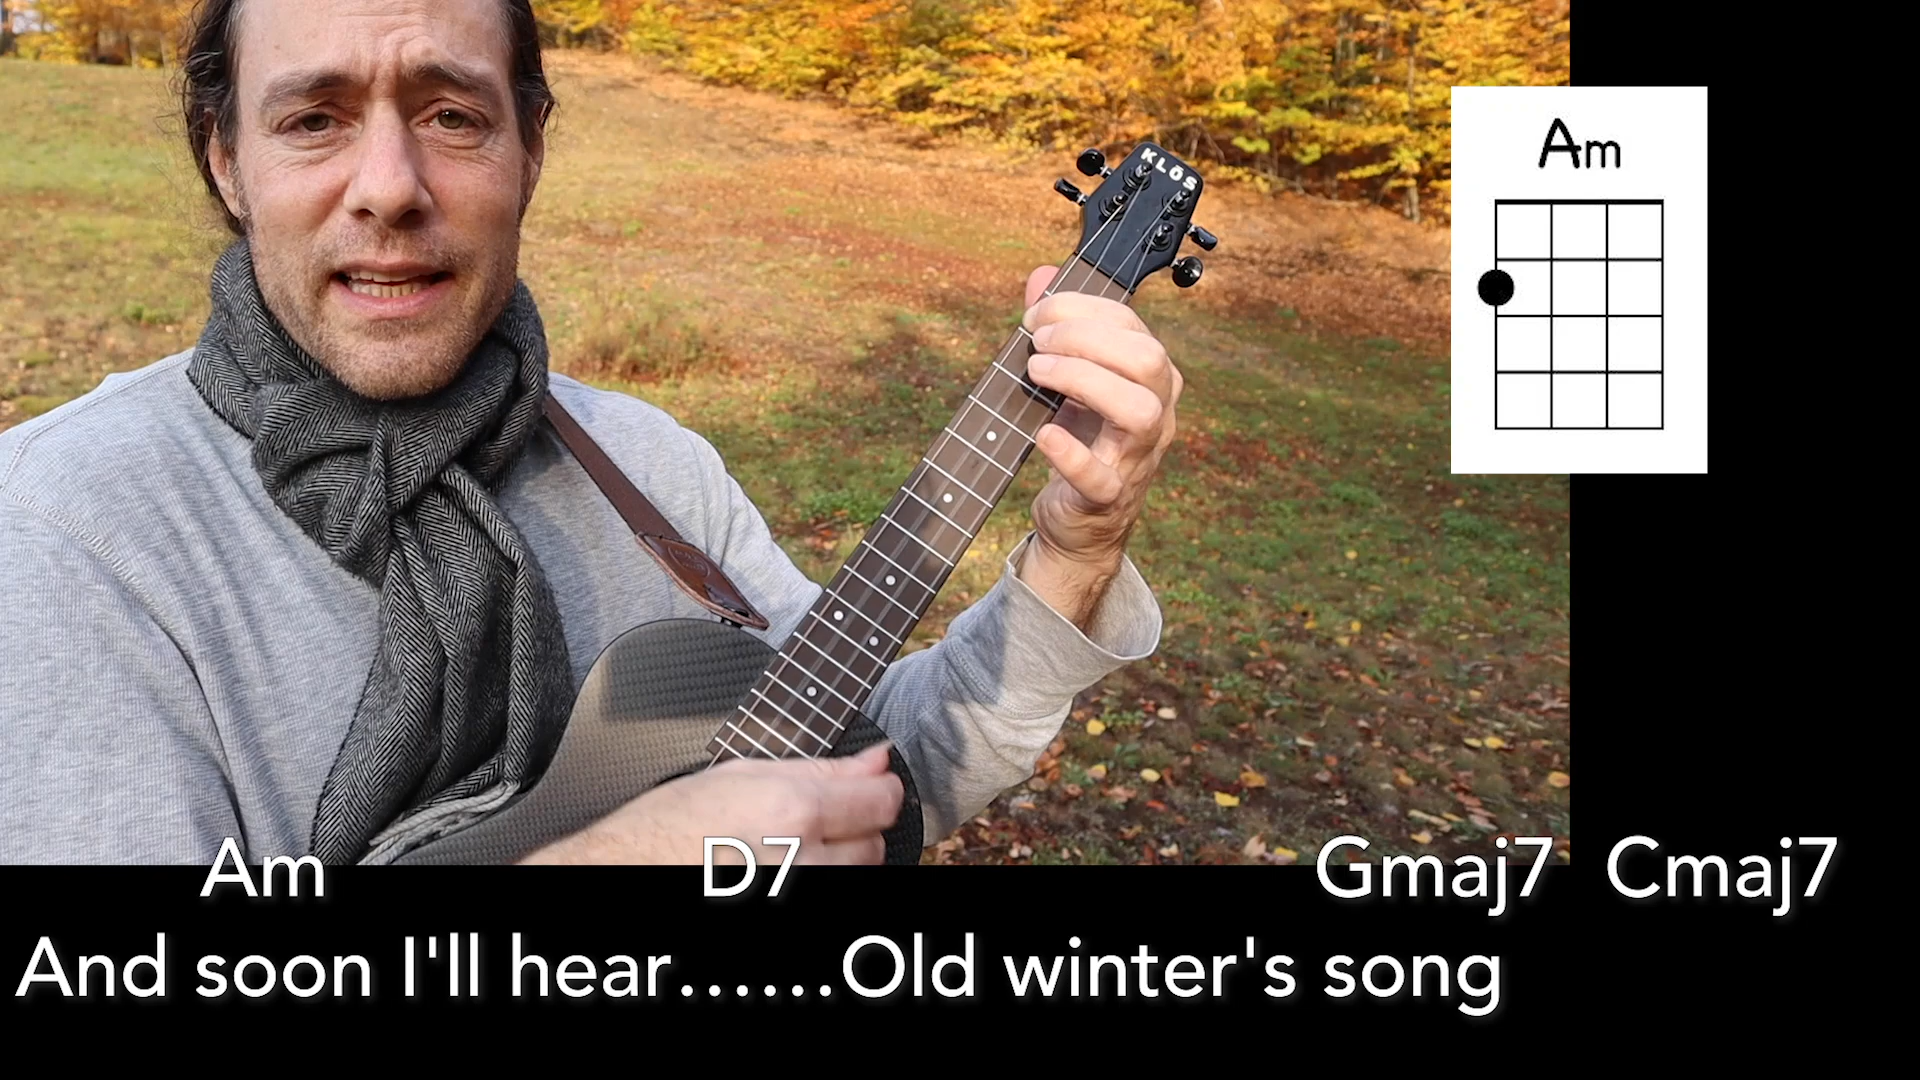 KLŌS
Am
Am D7 Gmaj7 Cmaj7
And soon I'll hear......Old winter's song